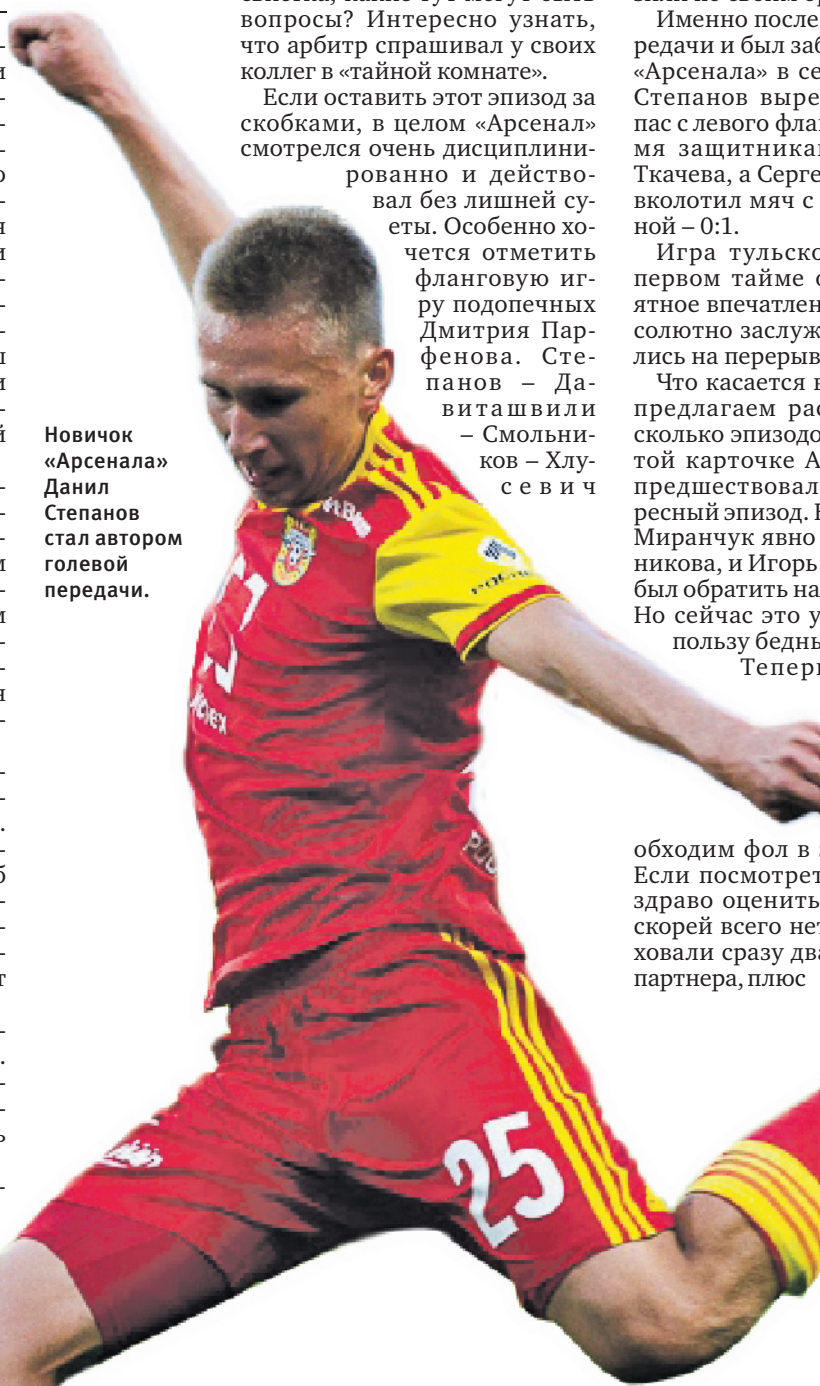 вопросы? Интересно узнать,
что арбитр спрашивал у своих
коллег в «тайной комнате».
Если оставить этот эпизод за
скобками, в целом «Арсенал»
смотрелся очень дисциплини-
рованно и действо-
вал без лишней су-
еты. Особенно хо-
чется отметить
фланговую иг-
ру подопечных
Дмитрия Пар-
фенова. Сте-
панов – Да-
виташвили
– Смольни-
ков – Хлу-
севич
Новичок
«Арсенала»
Данил
Степанов
стал автором
голевой
передачи.
Именно после
редачи и был заб
«Арсенала» в се
Степанов выре
пас с левого фла
мя защитника
Ткачева, а Серге
вколотил мяч с
ной – 0:1.
Игра тульско
первом тайме о
ятное впечатлен
солютно заслуж
лись на перерыв
Что касается в
предлагаем рас
сколько эпизодо
той карточке А
предшествовал
ресный эпизод.
Миранчук явно
никова, и Игорь
был обратить на
Но сейчас это у
пользу бедн
Тепер
обходим фол в
Если посмотрет
здраво оценить
скорей всего нет
ховали сразу два
партнера, плюс
25